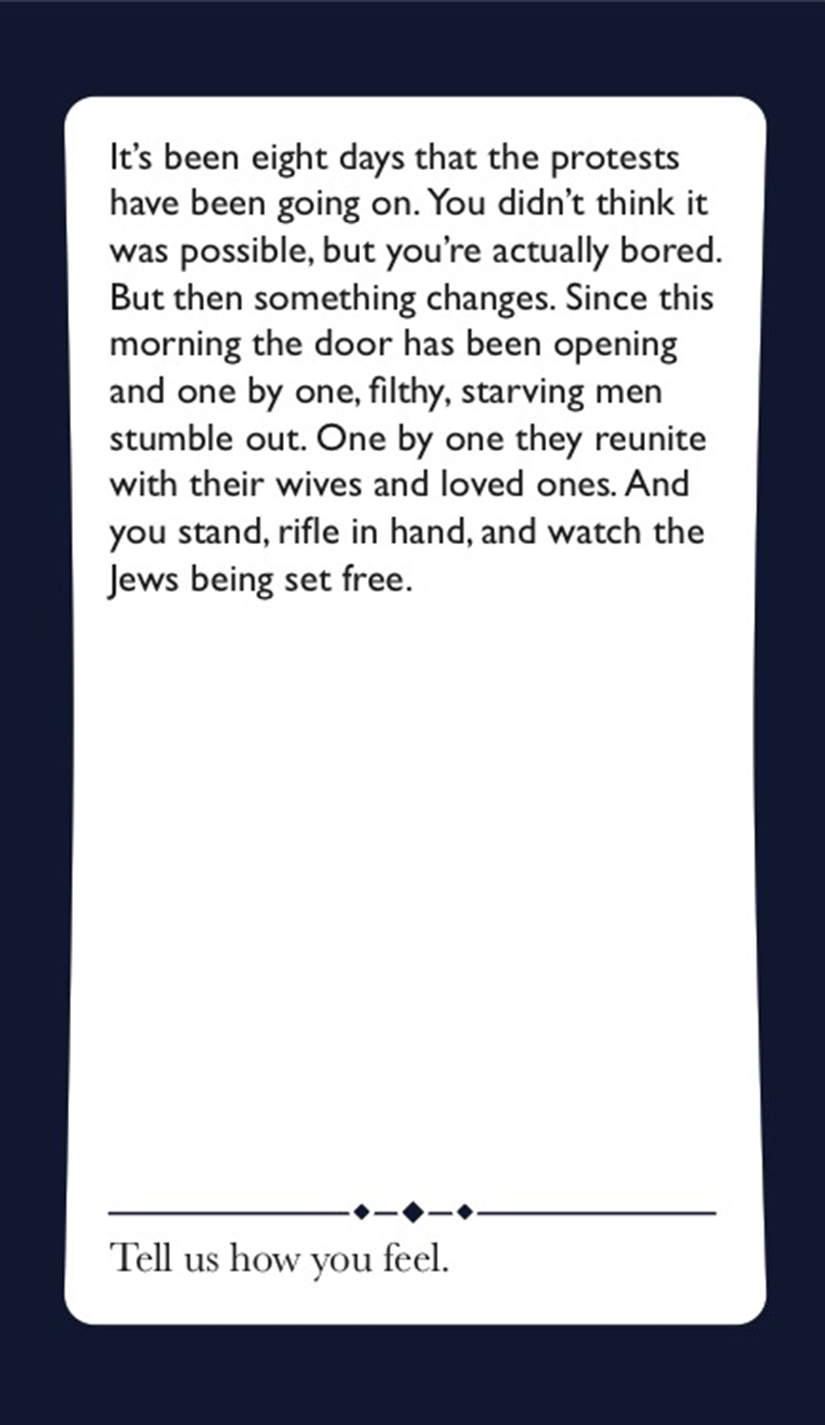 It’s been eight days that the protests
have been going on. You didn’t think it
was possible, but you’re actually bored.
But then something changes. Since this
morning the door has been opening
and one by one, filthy, starving men
stumble out. One by one they reunite
with their wives and loved ones. And
you stand, rifle in hand, and watch the
Jews being set free.
Tell us how you feel.